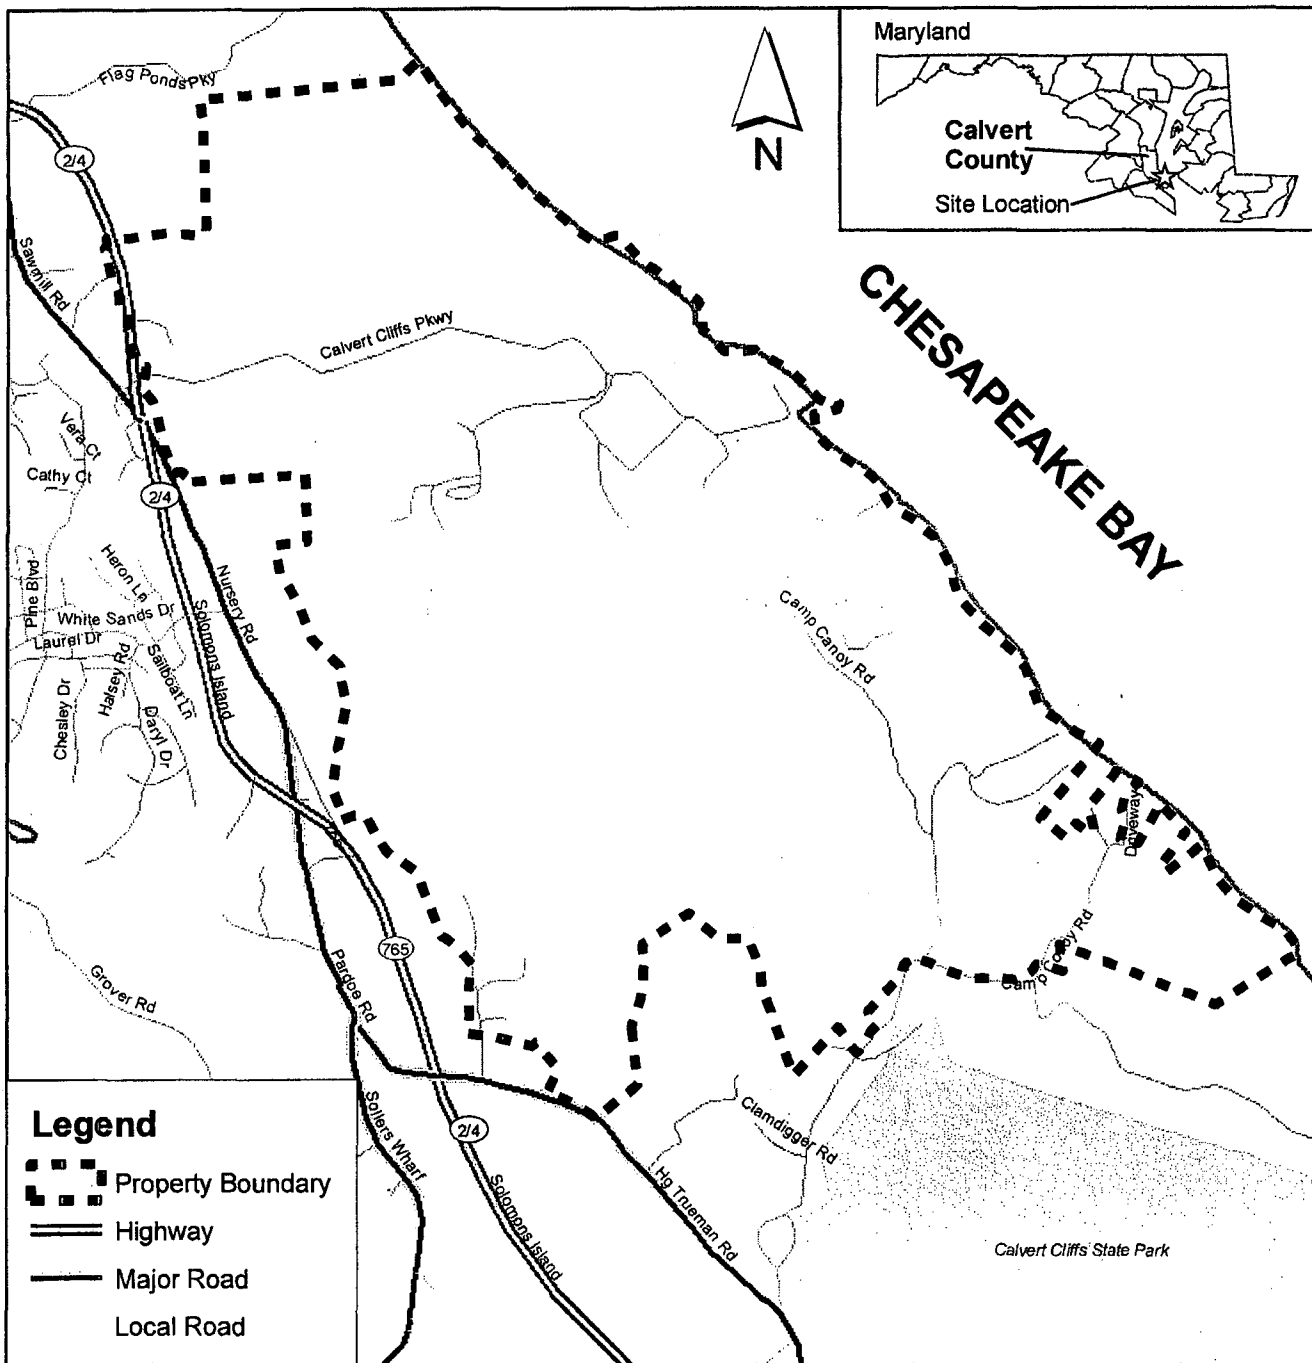 Maryland
Calvert
County
Site Location
N
CHESAPEAKE BAY
Flag Ponds Pky
2/4
Sawmill Rd
Calvert Cliffs Pkwy
Vera Ct
Cathy Ct
2/4
Heron Ln
Pine Blvd
White Sands Dr
Laurel Dr
Nursery Rd
Solomons Island
Halsey Rd
Sailboat Ln
Chesley Dr
Daryl Dr
Camp Canoy Rd
Driveway
765
Pardoe Rd
Grover Rd
Camp Conoy Rd
Sollers Wharf
2/4
Clamdigger Rd
Hg Trueman Rd
Solomons Island
Calvert Cliffs State Park
Legend
Property Boundary
Highway
Major Road
Local Road